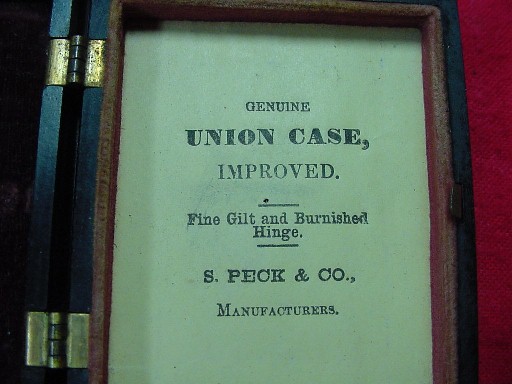 GENUINE
UNION CASE,
IMPROVED.
Fine Gilt and Burnished
Hinge.
S. PECK & CO.,
MANUFACTURERS.